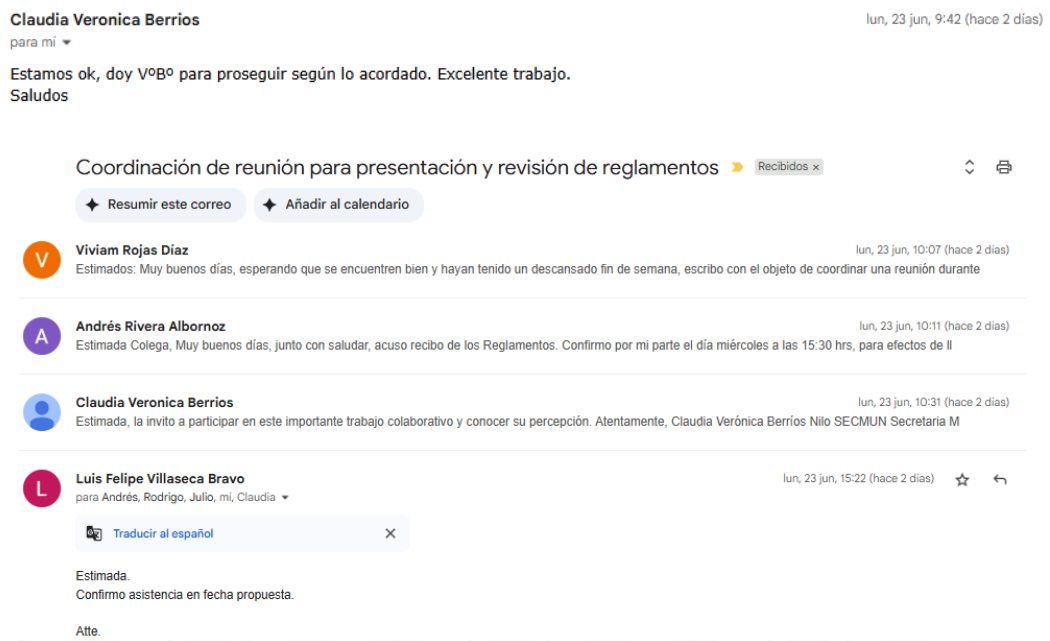 Claudia Veronica Berrios
lun, 23 jun, 9:42 (hace 2 días)
para mí
Estamos ok, doy VºBº para proseguir según lo acordado. Excelente trabajo.
Saludos
Coordinación de reunión para presentación y revisión de reglamentos
Recibidos ×
Resumir este correo
Añadir al calendario
V
Viviam Rojas Díaz
lun, 23 jun, 10:07 (hace 2 días)
Estimados: Muy buenos días, esperando que se encuentren bien y hayan tenido un descansado fin de semana, escribo con el objeto de coordinar una reunión durante
A
Andrés Rivera Albornoz
lun, 23 jun, 10:11 (hace 2 días)
Estimada Colega, Muy buenos días, junto con saludar, acuso recibo de los Reglamentos. Confirmo por mi parte el día miércoles a las 15:30 hrs, para efectos de ll
Claudia Veronica Berrios
lun, 23 jun, 10:31 (hace 2 días)
Estimada, la invito a participar en este importante trabajo colaborativo y conocer su percepción. Atentamente, Claudia Verónica Berríos Nilo SECMUN Secretaria M
L
Luis Felipe Villaseca Bravo
lun, 23 jun, 15:22 (hace 2 días)
para Andrés, Rodrigo, Julio, mí, Claudia
Traducir al español
Estimada.
Confirmo asistencia en fecha propuesta.
Atte.